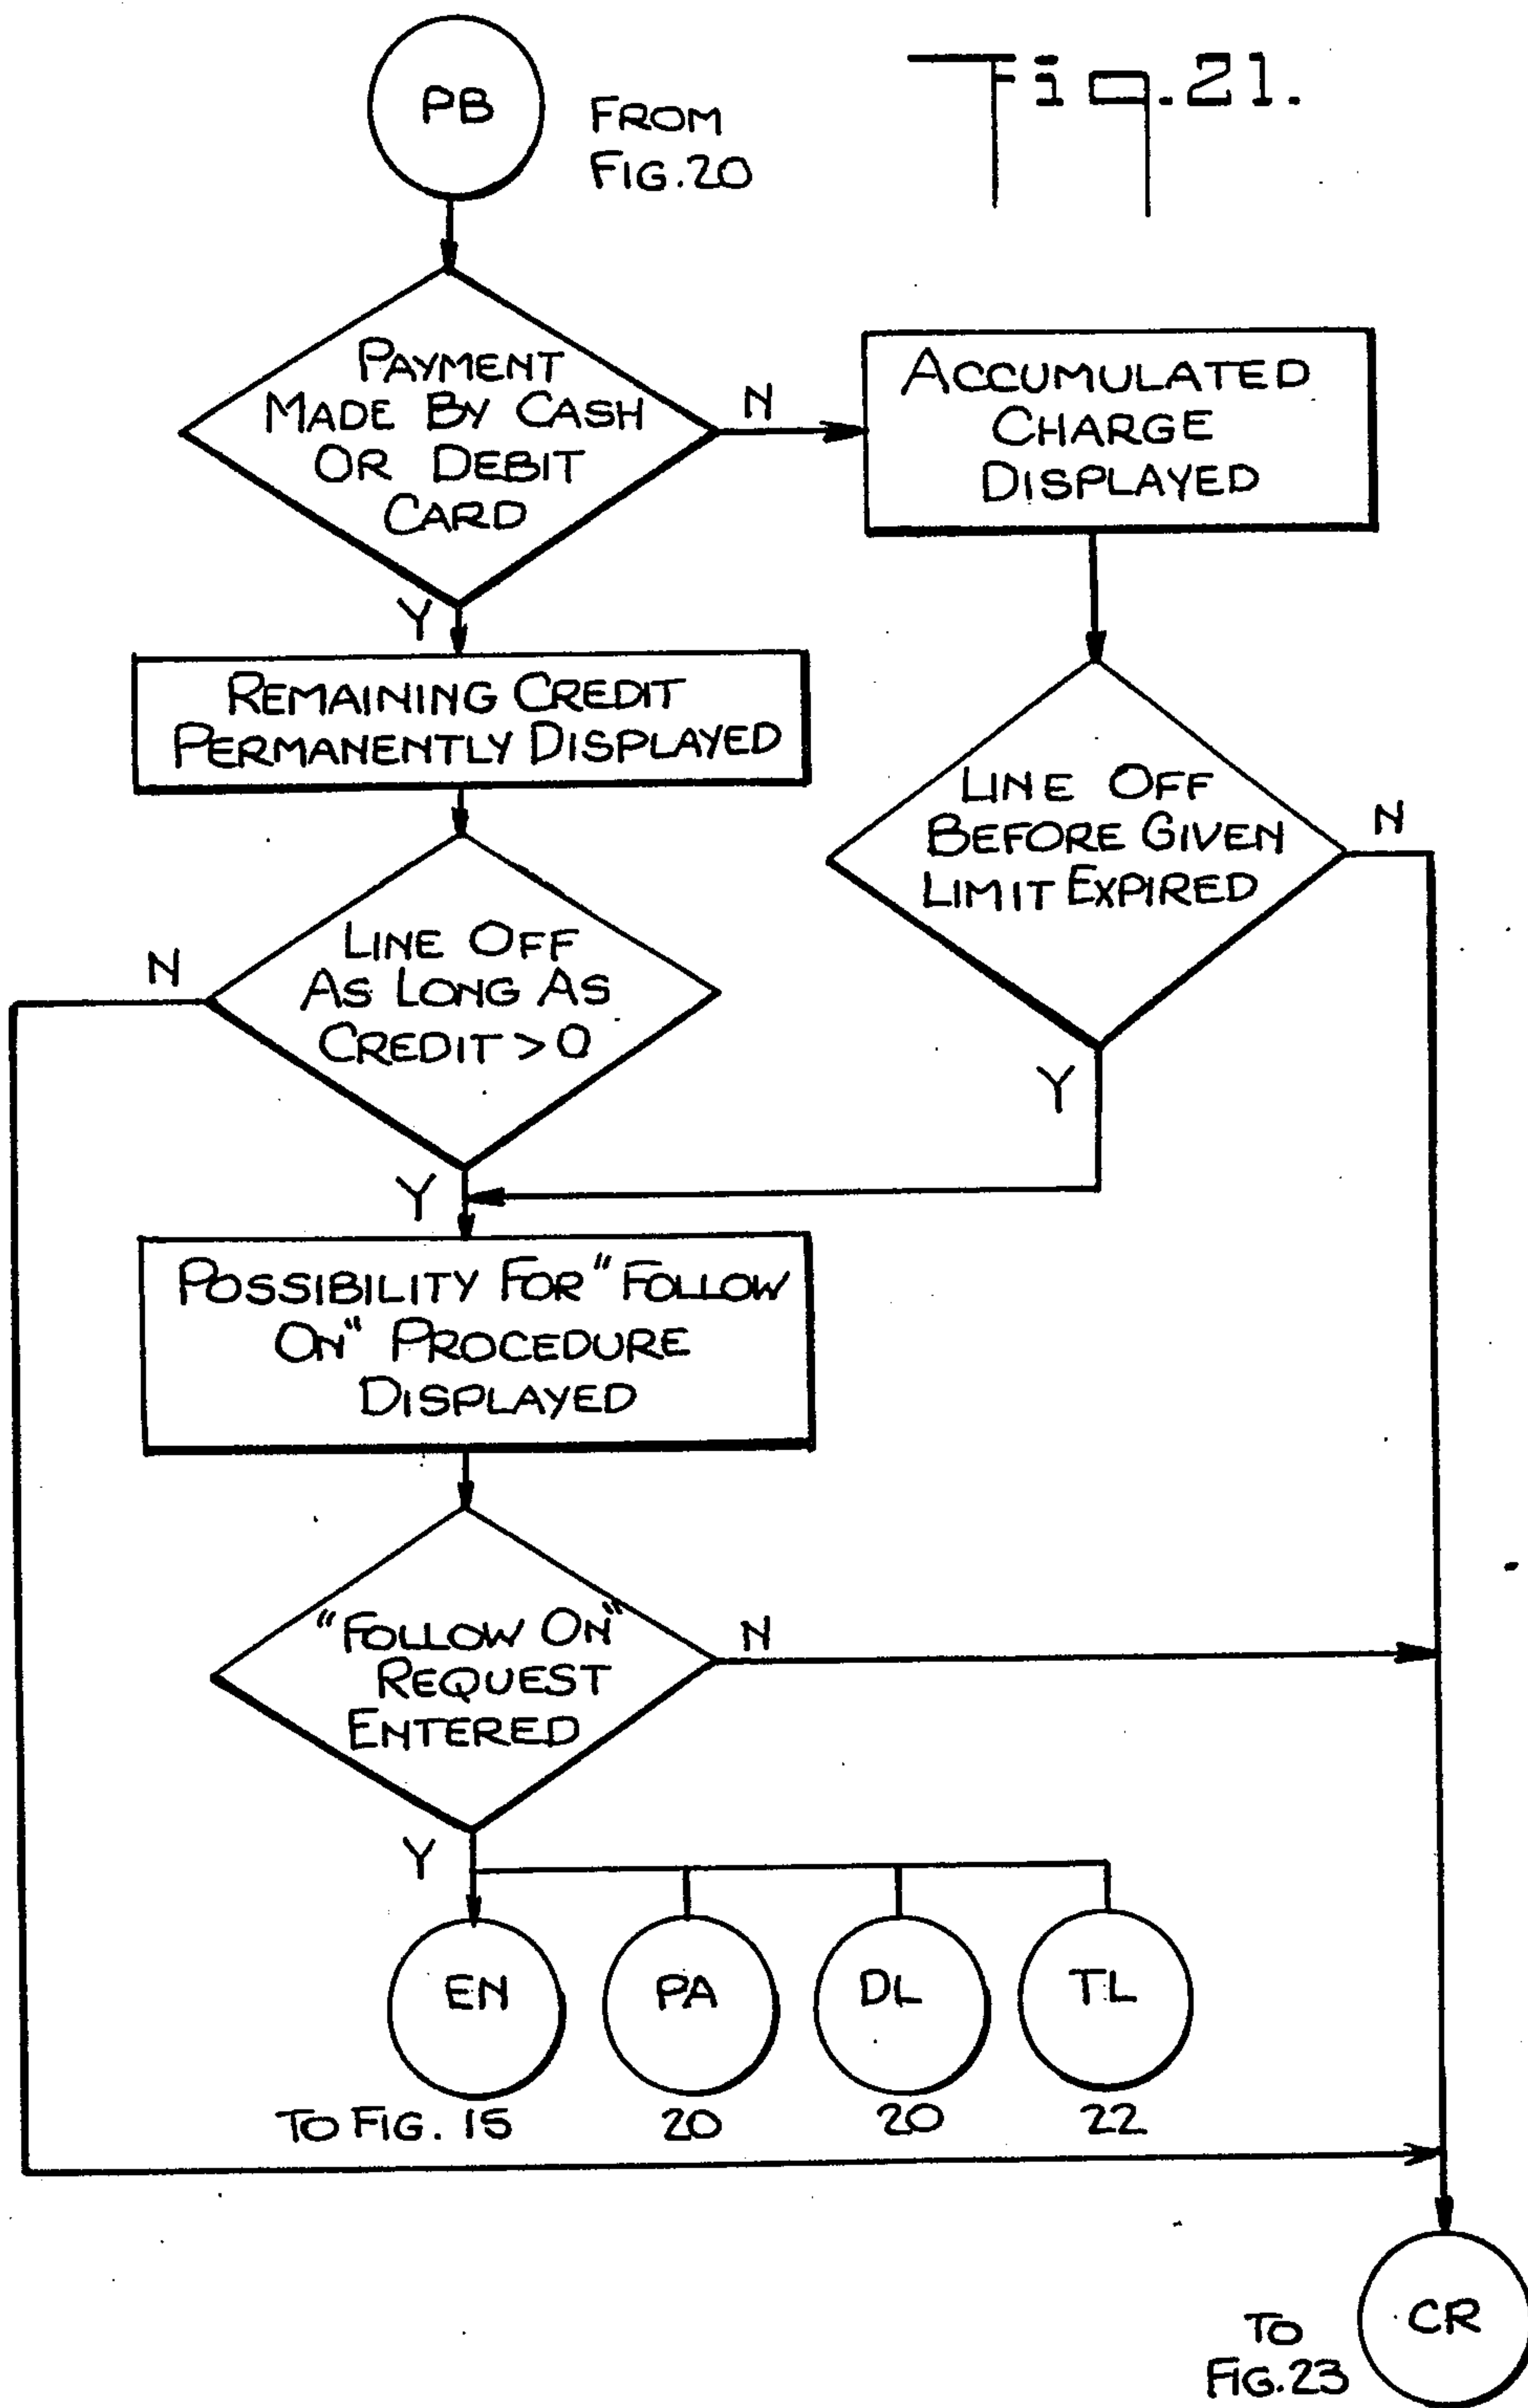 PB
FROM
FIG.20
Fig.21.
PAYMENT
MADE BY CASH
OR DEBIT
CARD
N
Y
ACCUMULATED
CHARGE
DISPLAYED
REMAINING CREDIT
PERMANENTLY DISPLAYED
LINE OFF
BEFORE GIVEN
LIMIT EXPIRED
N
Y
LINE OFF
AS LONG AS
CREDIT > 0
N
Y
POSSIBILITY FOR "FOLLOW
ON" PROCEDURE
DISPLAYED
"FOLLOW ON"
REQUEST
ENTERED
N
Y
EN
PA
DL
TL
TO FIG. 15
20
20
22
CR
TO
FIG.23